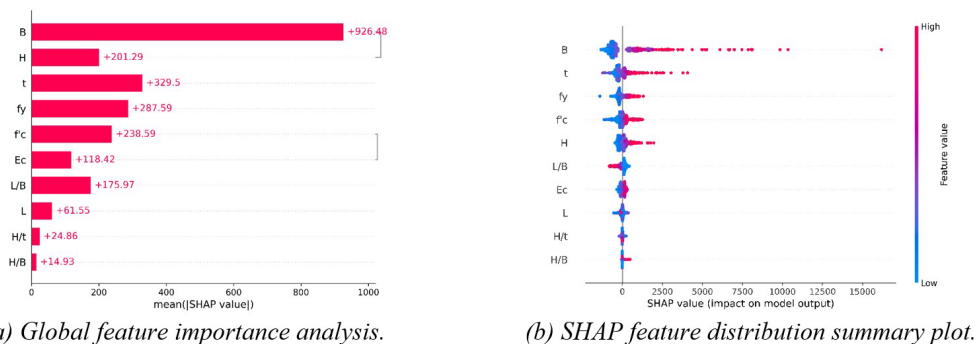 B +926.48
H +201.29
t +329.5
fy +287.59
f'c +238.59
Ec +118.42
L/B +175.97
L +61.55
H/t +24.86
H/B +14.93
0 200 400 600 800 1000
mean(|SHAP value|)
a) Global feature importance analysis.
High
B
t
fy
f'c
H
L/B
Ec
L
H/t
H/B
Low
Feature value
0 2500 5000 7500 10000 12500 15000
SHAP value (impact on model output)
(b) SHAP feature distribution summary plot.